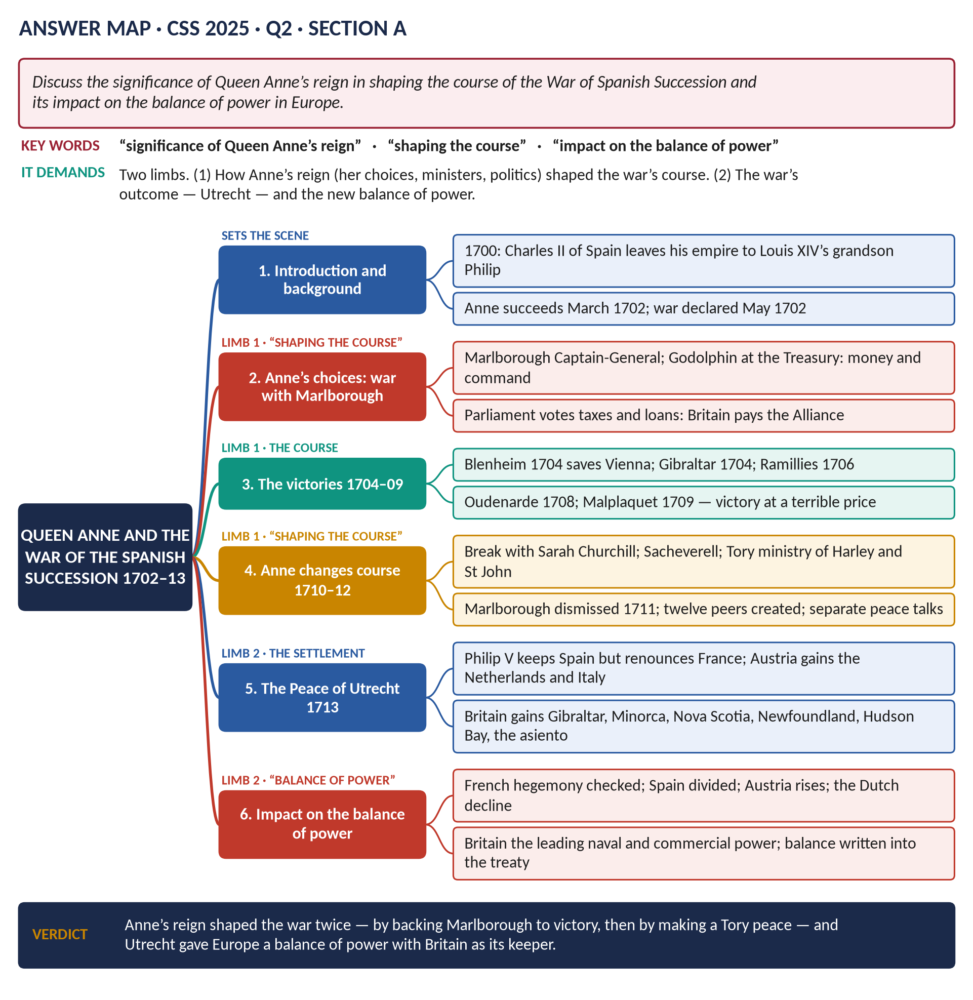 ANSWER MAP · CSS 2025 · Q2 · SECTION A
Discuss the significance of Queen Anne’s reign in shaping the course of the War of Spanish Succession and
its impact on the balance of power in Europe.
KEY WORDS “significance of Queen Anne’s reign” · “shaping the course” · “impact on the balance of power”
IT DEMANDS Two limbs. (1) How Anne’s reign (her choices, ministers, politics) shaped the war’s course. (2) The war’s
outcome — Utrecht — and the new balance of power.
QUEEN ANNE AND THE
WAR OF THE SPANISH
SUCCESSION 1702–13
SETS THE SCENE
1. Introduction and
background
1700: Charles II of Spain leaves his empire to Louis XIV’s grandson
Philip
Anne succeeds March 1702; war declared May 1702
LIMB 1 · “SHAPING THE COURSE”
2. Anne’s choices: war
with Marlborough
Marlborough Captain-General; Godolphin at the Treasury: money and
command
Parliament votes taxes and loans: Britain pays the Alliance
LIMB 1 · THE COURSE
3. The victories 1704–09
Blenheim 1704 saves Vienna; Gibraltar 1704; Ramillies 1706
Oudenarde 1708; Malplaquet 1709 — victory at a terrible price
LIMB 1 · “SHAPING THE COURSE”
4. Anne changes course
1710–12
Break with Sarah Churchill; Sacheverell; Tory ministry of Harley and
St John
Marlborough dismissed 1711; twelve peers created; separate peace talks
LIMB 2 · THE SETTLEMENT
5. The Peace of Utrecht
1713
Philip V keeps Spain but renounces France; Austria gains the
Netherlands and Italy
Britain gains Gibraltar, Minorca, Nova Scotia, Newfoundland, Hudson
Bay, the asiento
LIMB 2 · “BALANCE OF POWER”
6. Impact on the balance
of power
French hegemony checked; Spain divided; Austria rises; the Dutch
decline
Britain the leading naval and commercial power; balance written into
the treaty
VERDICT Anne’s reign shaped the war twice — by backing Marlborough to victory, then by making a Tory peace — and
Utrecht gave Europe a balance of power with Britain as its keeper.